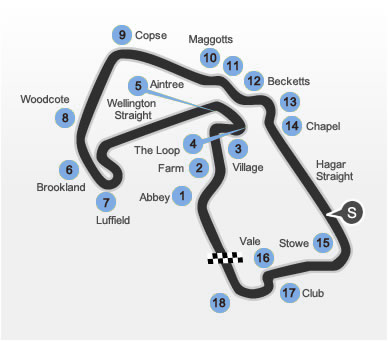 9 Copse
Maggotts
10
11
12 Becketts
13
14 Chapel
5 Aintree
Wellington
Straight
Woodcote
8
The Loop 4
3
Village
Farm 2
Hagar
Straight
6
Brookland
7
Luffield
Abbey 1
S
Vale
16
Stowe 15
17 Club
18